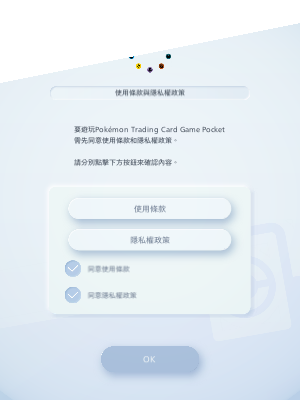 使用條款與隱私權政策
要遊玩Pokémon Trading Card Game Pocket
需先同意使用條款和隱私權政策。
請分別點擊下方按鈕來確認內容。
使用條款
隱私權政策
同意使用條款
同意隱私權政策
OK